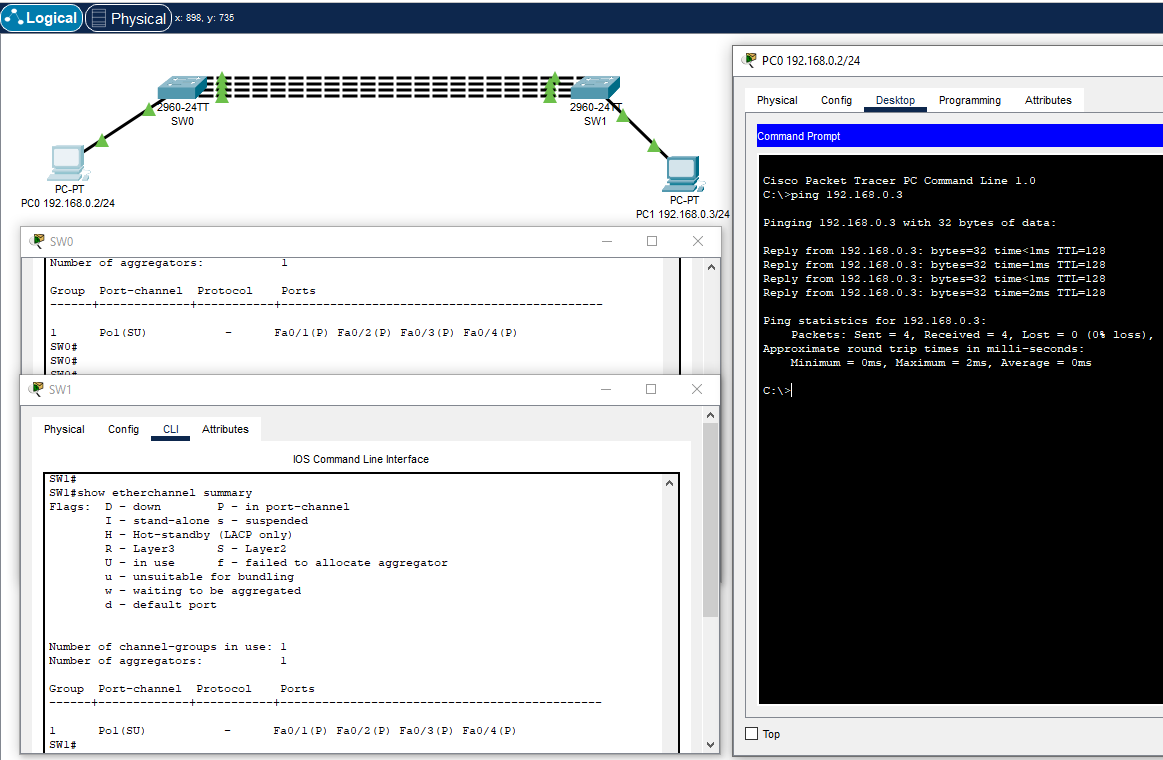 Logical Physical x: 898, y: 735
2960-24TT
SW0
2960-24TT
SW1
PC-PT
PC0 192.168.0.2/24
PC-PT
PC1 192.168.0.3/24
SW0
Number of aggregators: 1
Group Port-channel Protocol Ports
------+-------------+-----------+----------------------------------------------
1 Po1(SU) - Fa0/1(P) Fa0/2(P) Fa0/3(P) Fa0/4(P)
SW0#
SW0#
SW0#
SW1
Physical Config CLI Attributes
IOS Command Line Interface
SW1#
SW1#show etherchannel summary
Flags: D - down P - in port-channel
I - stand-alone s - suspended
H - Hot-standby (LACP only)
R - Layer3 S - Layer2
U - in use f - failed to allocate aggregator
u - unsuitable for bundling
w - waiting to be aggregated
d - default port
Number of channel-groups in use: 1
Number of aggregators: 1
Group Port-channel Protocol Ports
------+-------------+-----------+----------------------------------------------
1 Po1(SU) - Fa0/1(P) Fa0/2(P) Fa0/3(P) Fa0/4(P)
SW1#
PC0 192.168.0.2/24
Physical Config Desktop Programming Attributes
Command Prompt
Cisco Packet Tracer PC Command Line 1.0
C:\>ping 192.168.0.3
Pinging 192.168.0.3 with 32 bytes of data:
Reply from 192.168.0.3: bytes=32 time<1ms TTL=128
Reply from 192.168.0.3: bytes=32 time<1ms TTL=128
Reply from 192.168.0.3: bytes=32 time<1ms TTL=128
Reply from 192.168.0.3: bytes=32 time=2ms TTL=128
Ping statistics for 192.168.0.3:
Packets: Sent = 4, Received = 4, Lost = 0 (0% loss),
Approximate round trip times in milli-seconds:
Minimum = 0ms, Maximum = 2ms, Average = 0ms
C:\>
Top